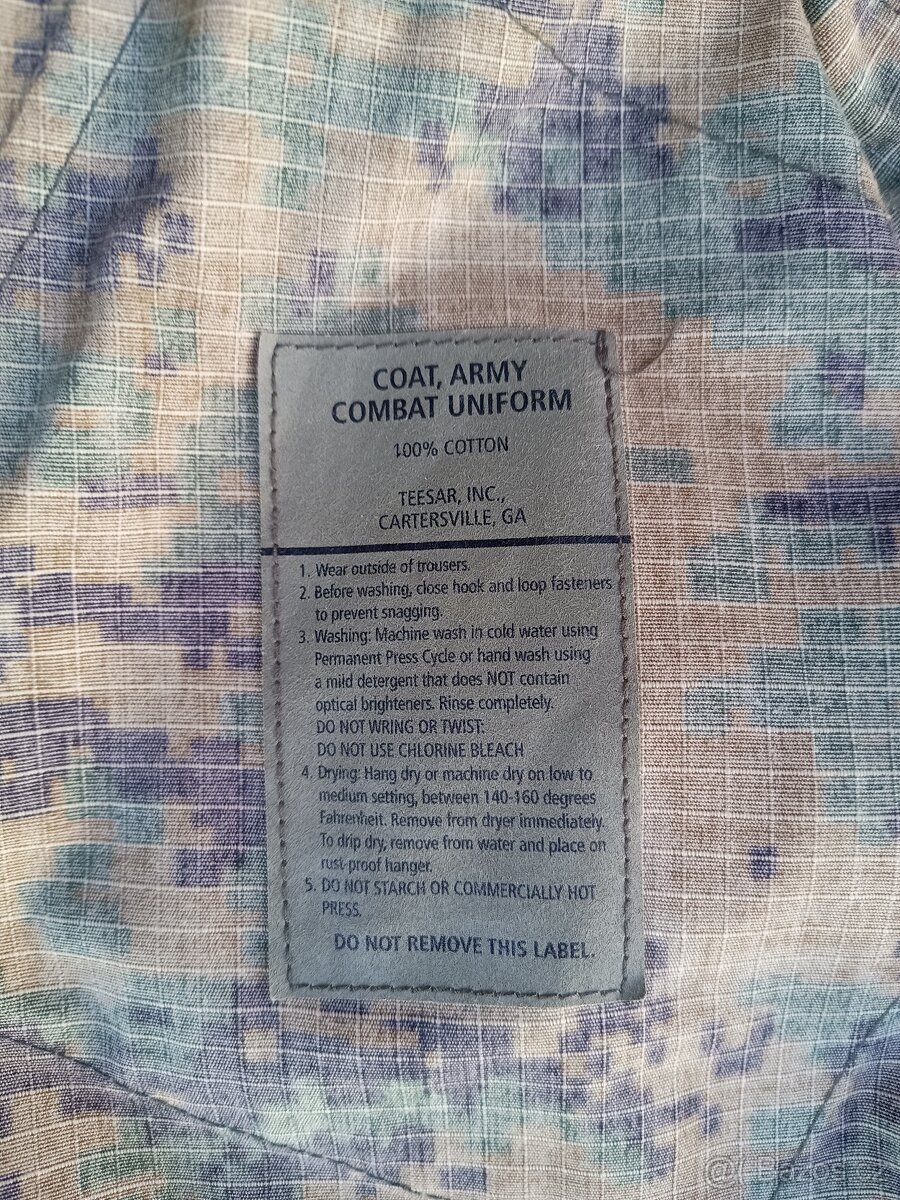 COAT, ARMY
COMBAT UNIFORM
100% COTTON
TEESAR, INC.,
CARTERSVILLE, GA
1. Wear outside of trousers.
2. Before washing, close hook and loop fasteners
to prevent snagging.
3. Washing: Machine wash in cold water using
Permanent Press Cycle or hand wash using
a mild detergent that does NOT contain
optical brighteners. Rinse completely.
DO NOT WRING OR TWIST.
DO NOT USE CHLORINE BLEACH
4. Drying: Hang dry or machine dry on low to
medium setting, between 140-160 degrees
Fahrenheit. Remove from dryer immediately.
To drip dry, remove from water and place on
rust-proof hanger.
5. DO NOT STARCH OR COMMERCIALLY HOT
PRESS.
DO NOT REMOVE THIS LABEL.